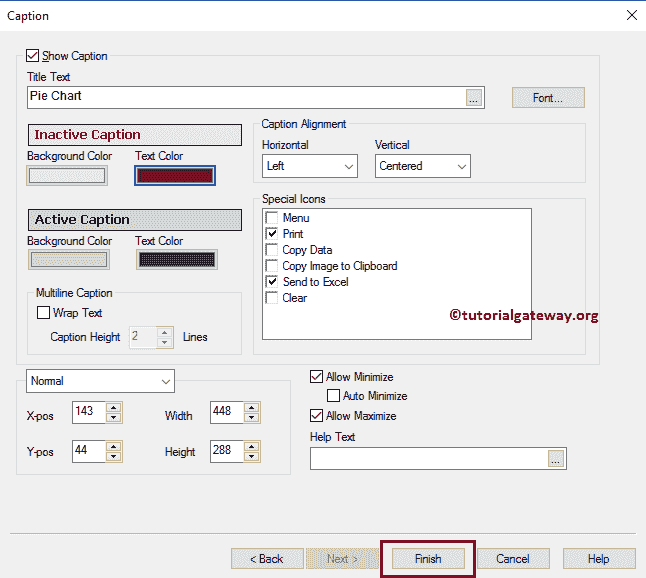 Caption
Show Caption
Title Text
Pie Chart
...
Font...
Inactive Caption
Background Color
Text Color
Active Caption
Background Color
Text Color
Multiline Caption
Wrap Text
Caption Height
2
Lines
Caption Alignment
Horizontal
Vertical
Left
Centered
Special Icons
Menu
Print
Copy Data
Copy Image to Clipboard
Send to Excel
Clear
©tutorialgateway.org
Normal
X-pos
143
Width
448
Y-pos
44
Height
288
Allow Minimize
Auto Minimize
Allow Maximize
Help Text
...
< Back
Next >
Finish
Cancel
Help